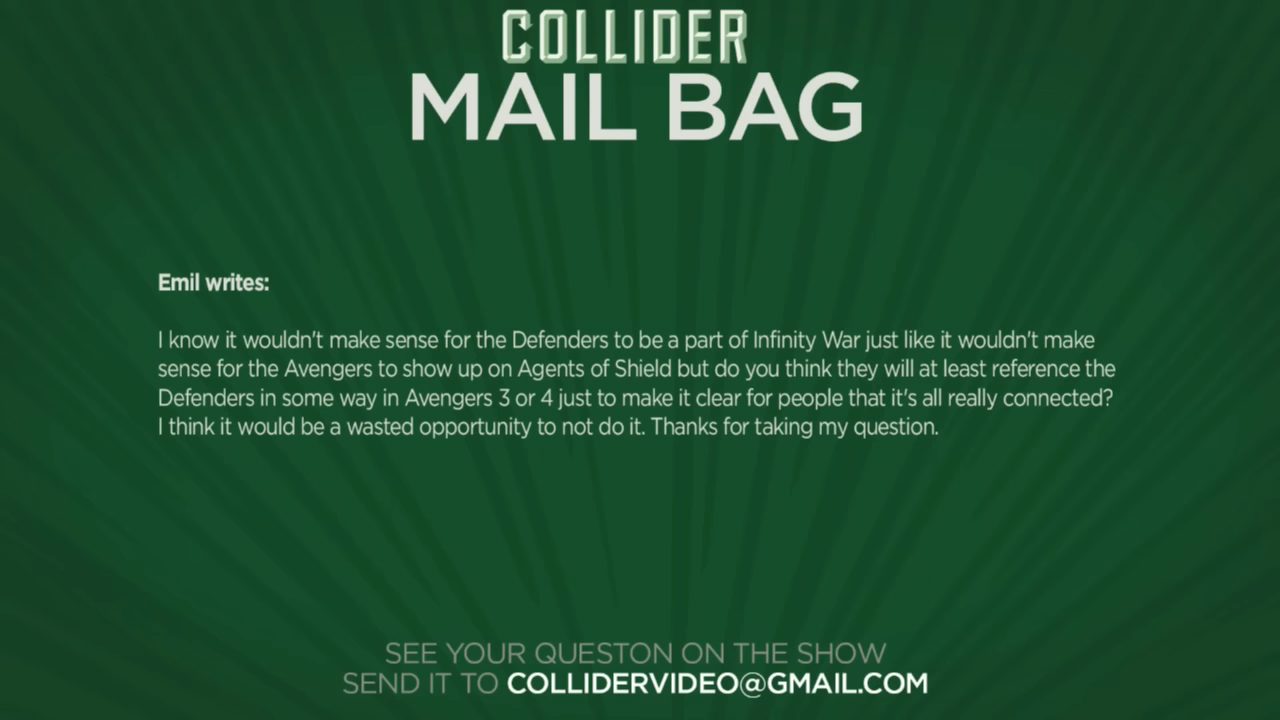 COLLIDER
MAIL BAG
Emil writes:
I know it wouldn't make sense for the Defenders to be a part of Infinity War just like it wouldn't make
sense for the Avengers to show up on Agents of Shield but do you think they will at least reference the
Defenders in some way in Avengers 3 or 4 just to make it clear for people that it's all really connected?
I think it would be a wasted opportunity to not do it. Thanks for taking my question.
SEE YOUR QUESTON ON THE SHOW
SEND IT TO COLLIDERVIDEO@GMAIL.COM